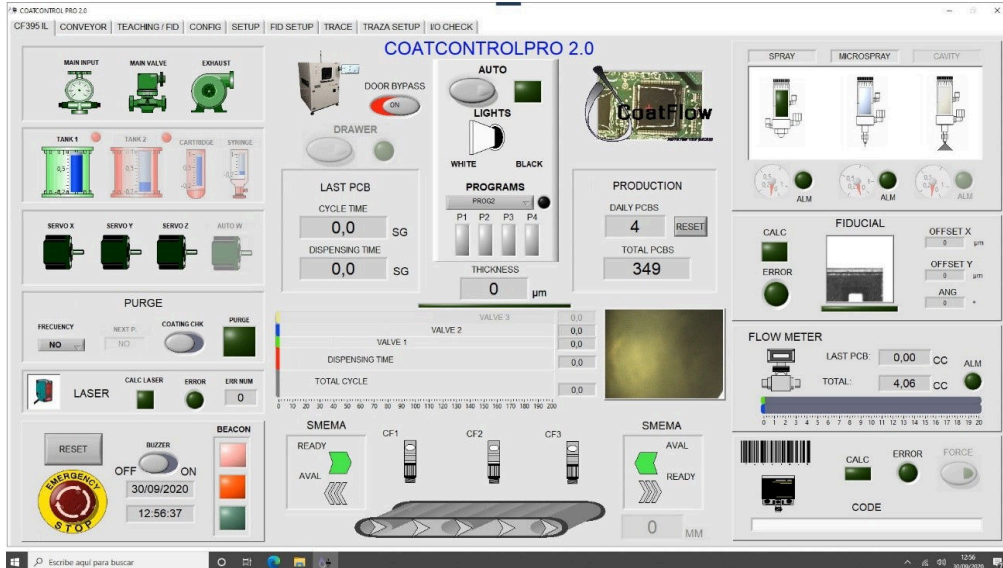 COATCONTROL PRO 2.0
CF395 IL CONVEYOR TEACHING / FID CONFIG SETUP FID SETUP TRACE TRAZA SETUP I/O CHECK
COATCONTROLPRO 2.0
MAIN INPUT MAIN VALVE EXHAUST
TANK 1 TANK 2 CARTRIDGE SYRINGE
SERVO X SERVO Y SERVO Z AUTO W
PURGE
FRECUENCY NEXT P. COATING CHK PURGE
NO NO
LASER CALC LASER ERROR ERR NUM
0
RESET BUZZER BEACON
OFF ON
EMERGENCY STOP
30/09/2020
12:56:37
DOOR BYPASS
ON
DRAWER
AUTO
LIGHTS
WHITE BLACK
PROGRAMS
PROG2
P1 P2 P3 P4
THICKNESS
0 μm
LAST PCB
CYCLE TIME
0,0 SG
DISPENSING TIME
0,0 SG
CoatFlow
PRODUCTION
DAILY PCBS
4 RESET
TOTAL PCBS
349
VALVE 3 0,0
VALVE 2 0,0
VALVE 1 0,0
DISPENSING TIME 0,0
TOTAL CYCLE 0,0
0 10 20 30 40 50 60 70 80 90 100 110 120 130 140 150 160 170 180 190 200
SMEMA
READY
AVAL
CF1 CF2 CF3
SMEMA
AVAL
READY
0 MM
SPRAY MICROSPRAY CAVITY
ALM ALM ALM
FIDUCIAL
CALC
ERROR
OFFSET X
0 μm
OFFSET Y
0 μm
ANG
0 °
FLOW METER
LAST PCB: 0,00 CC ALM
TOTAL: 4,06 CC
0 1 2 3 4 5 6 7 8 9 10 11 12 13 14 15 16 17 18 19 20
CALC ERROR FORCE
CODE
Escribe aquí para buscar
12:56
30/09/2020